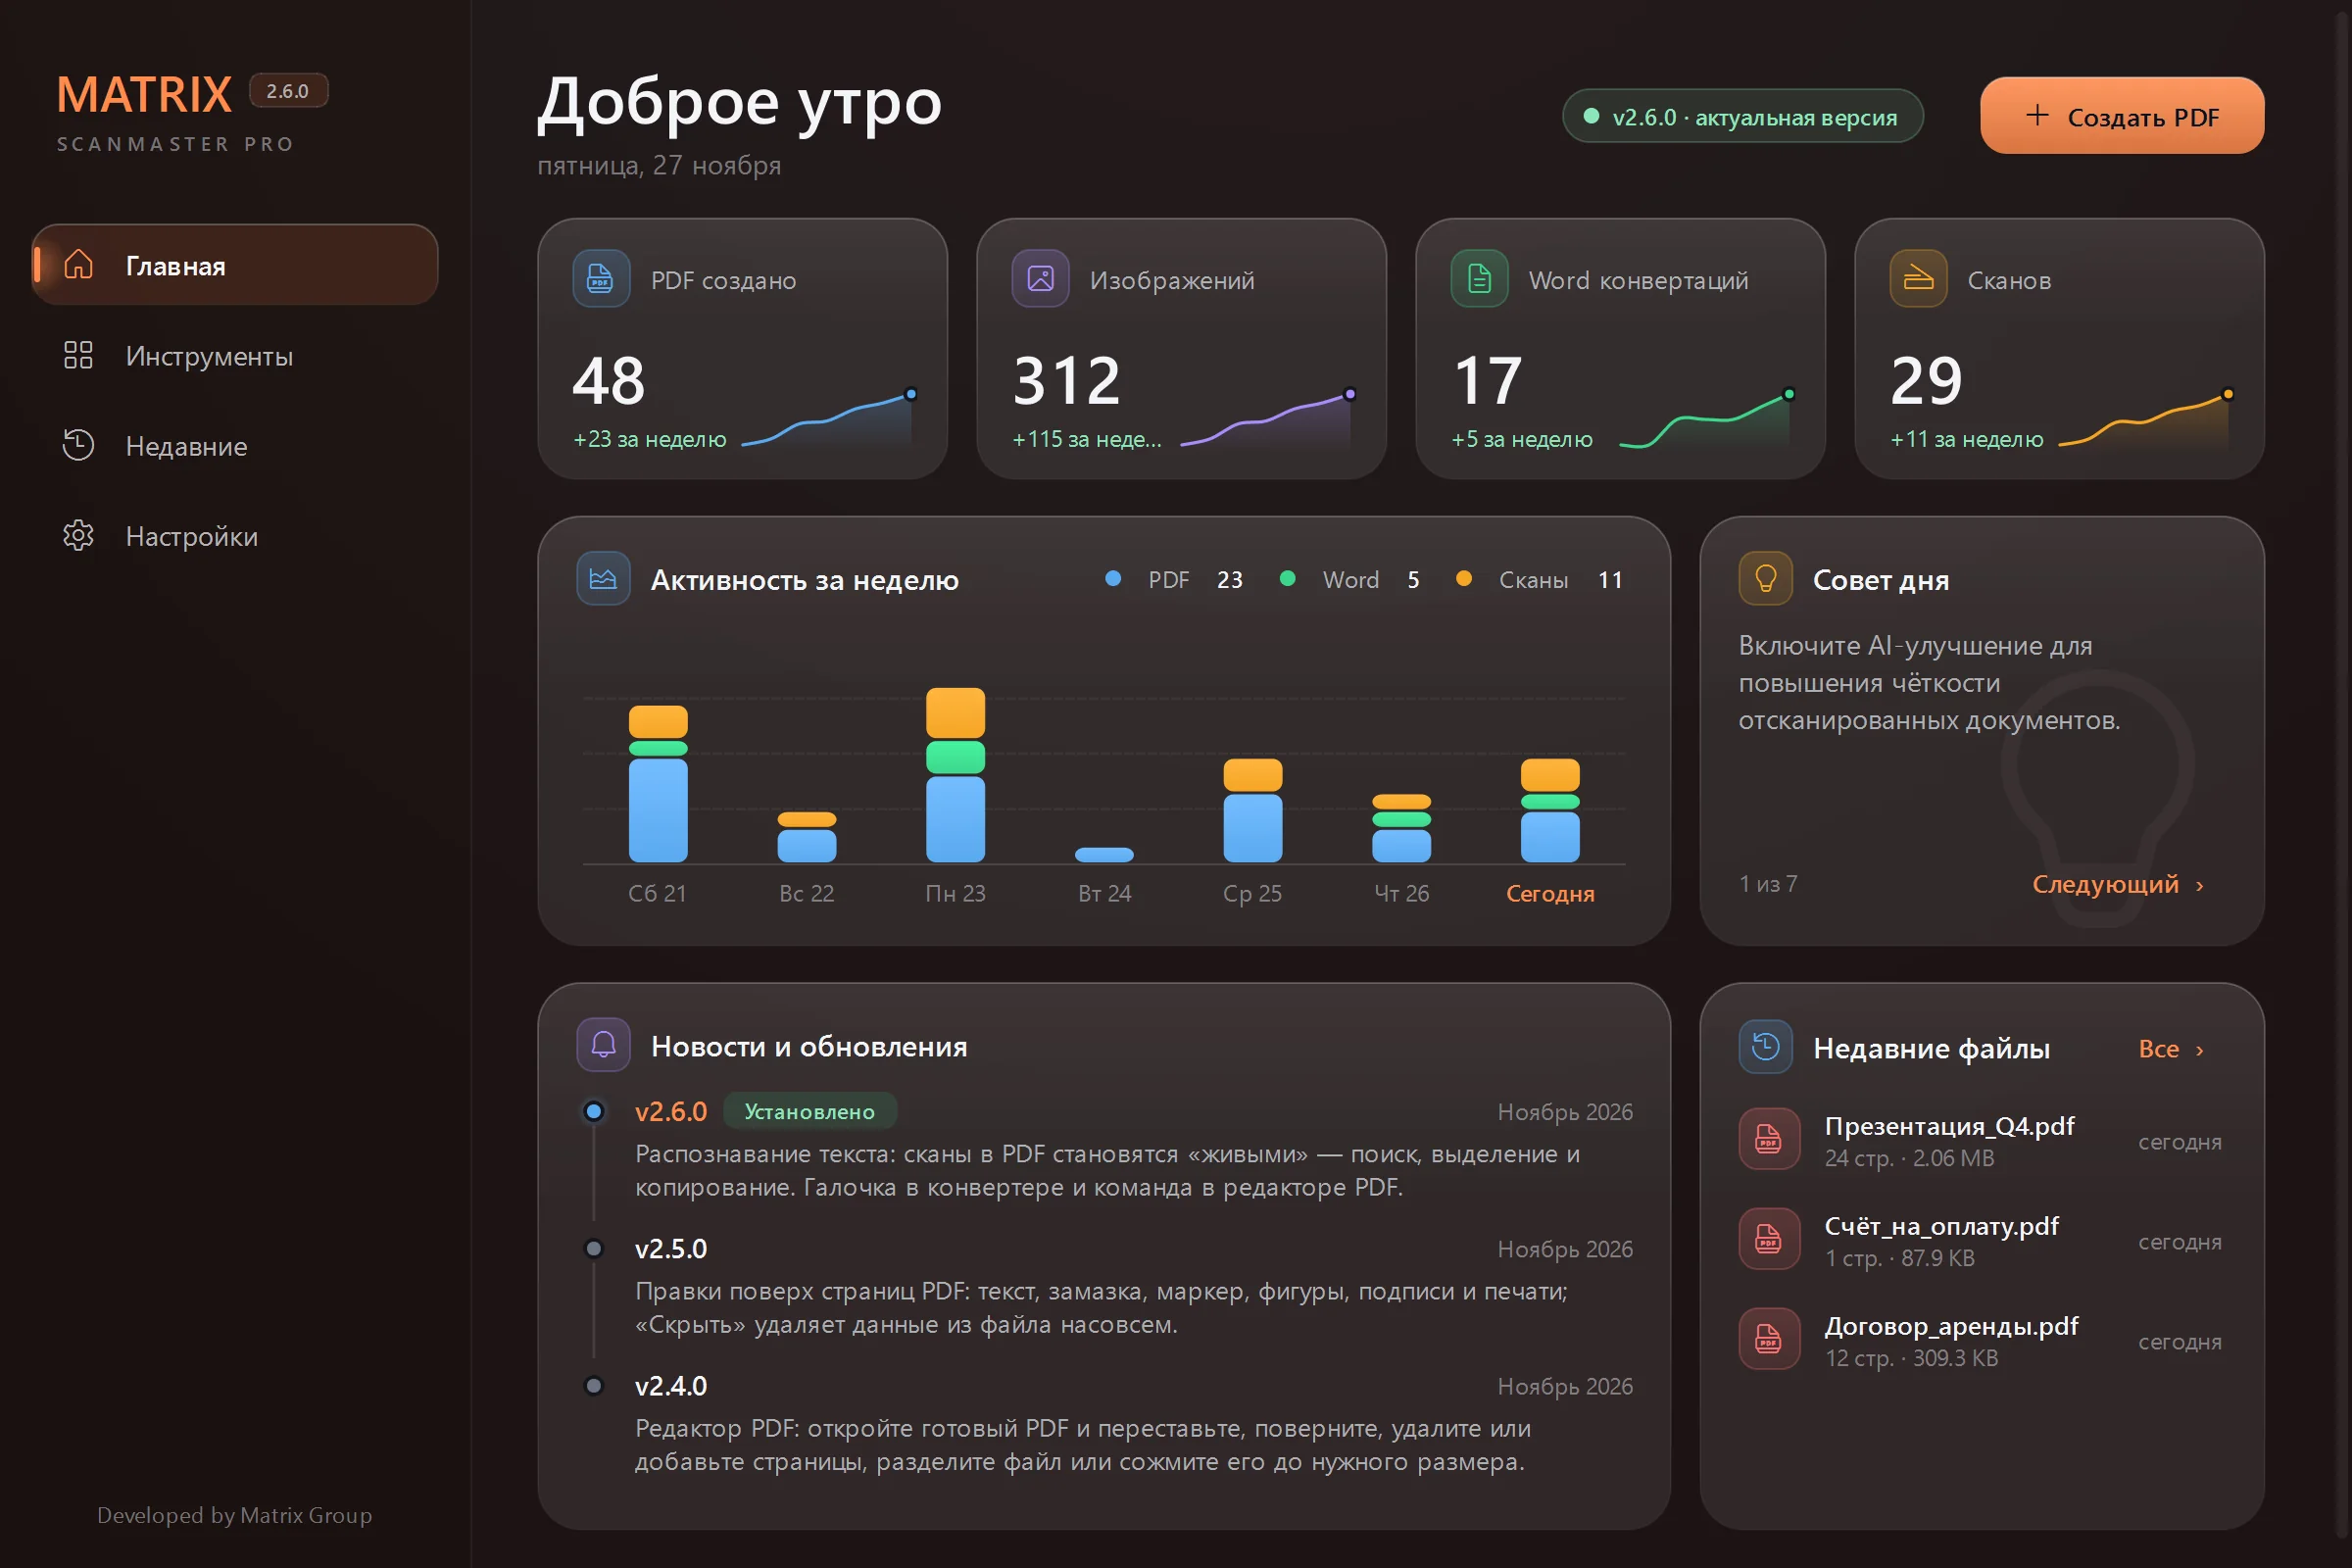 MATRIX 2.6.0
SCANMASTER PRO
Главная
Инструменты
Недавние
Настройки
Developed by Matrix Group
Доброе утро
пятница, 27 ноября
v2.6.0 · актуальная версия
+ Создать PDF
PDF создано
48
+23 за неделю
Изображений
312
+115 за неде...
Word конвертаций
17
+5 за неделю
Сканов
29
+11 за неделю
Активность за неделю
PDF 23 Word 5 Сканы 11
Сб 21 Вс 22 Пн 23 Вт 24 Ср 25 Чт 26 Сегодня
Совет дня
Включите AI-улучшение для
повышения чёткости
отсканированных документов.
1 из 7 Следующий ›
Новости и обновления
v2.6.0 Установлено Ноябрь 2026
Распознавание текста: сканы в PDF становятся «живыми» — поиск, выделение и
копирование. Галочка в конвертере и команда в редакторе PDF.
v2.5.0 Ноябрь 2026
Правки поверх страниц PDF: текст, замазка, маркер, фигуры, подписи и печати;
«Скрыть» удаляет данные из файла насовсем.
v2.4.0 Ноябрь 2026
Редактор PDF: откройте готовый PDF и переставьте, поверните, удалите или
добавьте страницы, разделите файл или сожмите его до нужного размера.
Недавние файлы Все ›
Презентация_Q4.pdf
24 стр. · 2.06 MB сегодня
Счёт_на_оплату.pdf
1 стр. · 87.9 KB сегодня
Договор_аренды.pdf
12 стр. · 309.3 KB сегодня